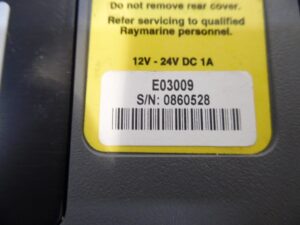 Do not remove rear cover.
Refer servicing to qualified
Raymarine personnel.
12V - 24V DC 1A
E03009
S/N: 0860528